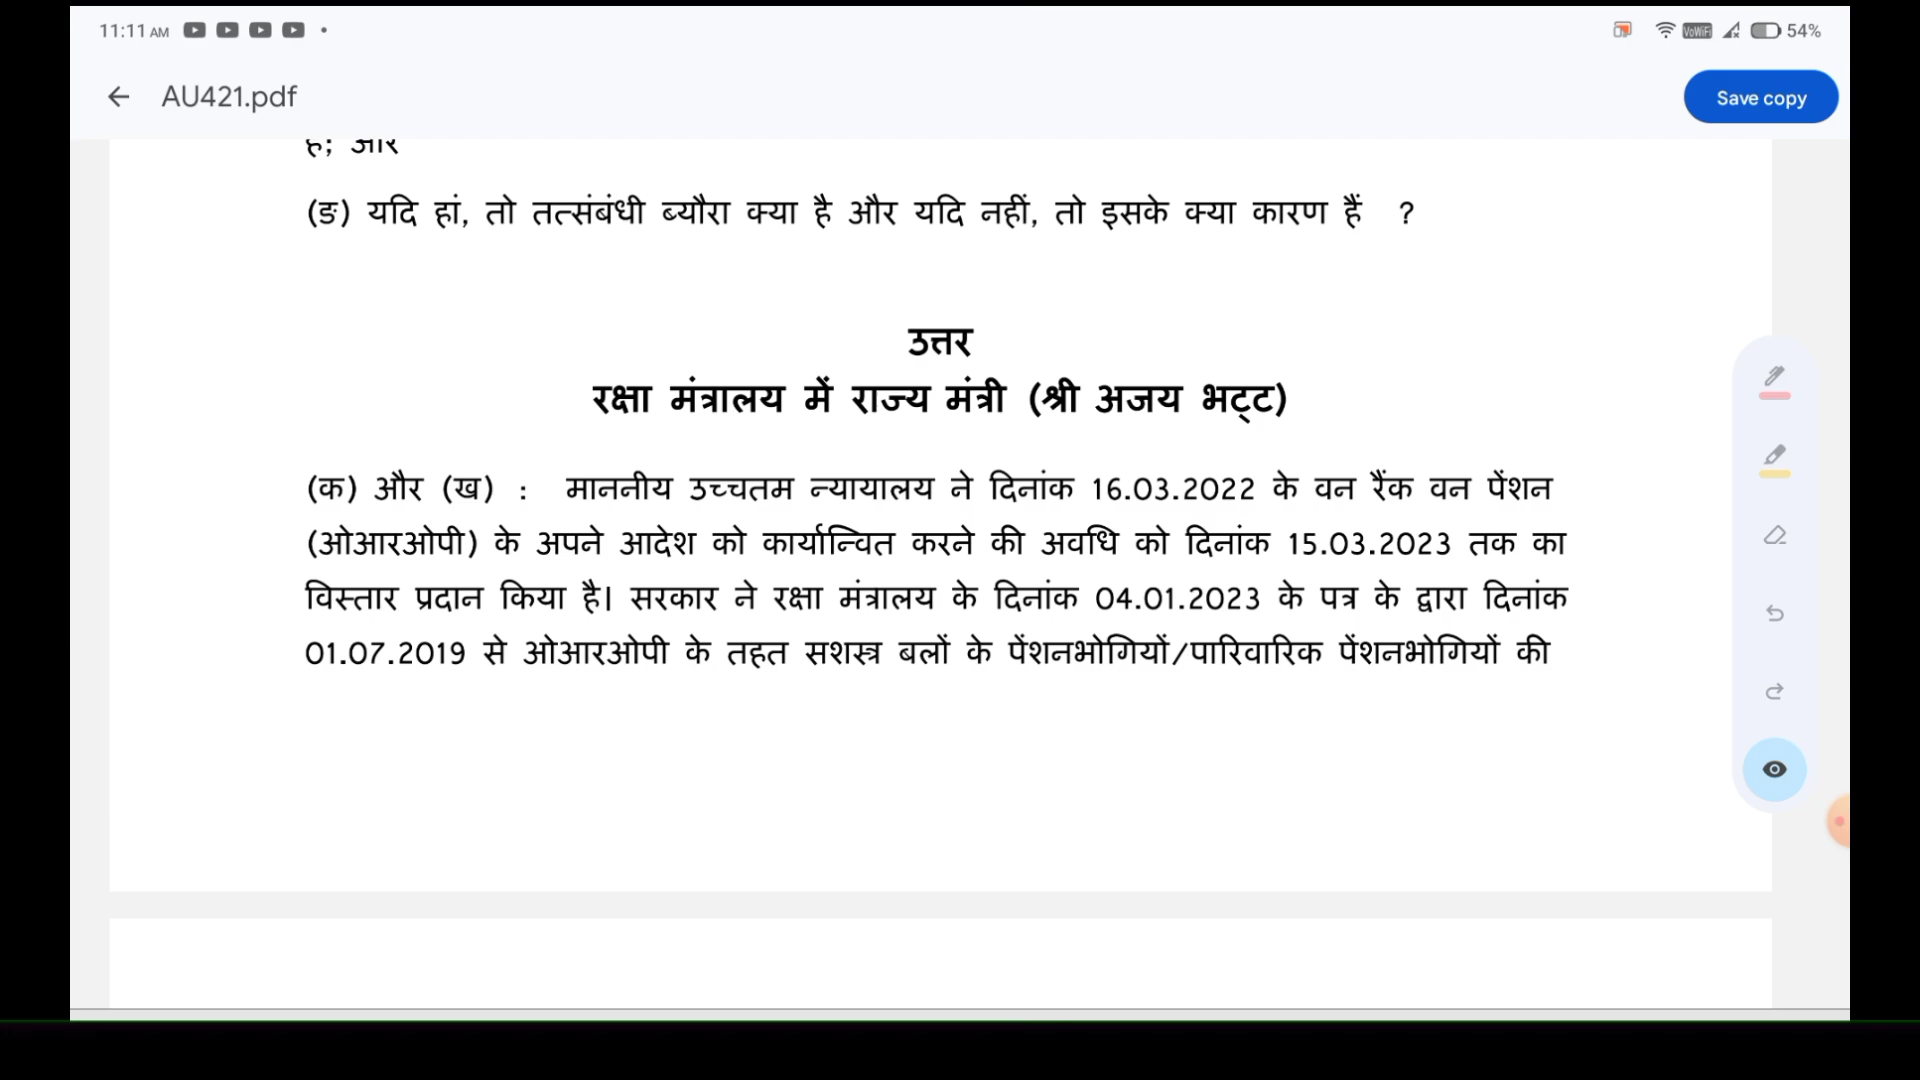 11:11 AM
VoWiFi
54%
AU421.pdf
Save copy
है; और
(ङ) यदि हां, तो तत्संबंधी ब्यौरा क्या है और यदि नहीं, तो इसके क्या कारण हैं ?
उत्तर
रक्षा मंत्रालय में राज्य मंत्री (श्री अजय भट्ट)
(क) और (ख) : माननीय उच्चतम न्यायालय ने दिनांक 16.03.2022 के वन रैंक वन पेंशन
(ओआरओपी) के अपने आदेश को कार्यान्वित करने की अवधि को दिनांक 15.03.2023 तक का
विस्तार प्रदान किया है। सरकार ने रक्षा मंत्रालय के दिनांक 04.01.2023 के पत्र के द्वारा दिनांक
01.07.2019 से ओआरओपी के तहत सशस्त्र बलों के पेंशनभोगियों/पारिवारिक पेंशनभोगियों की